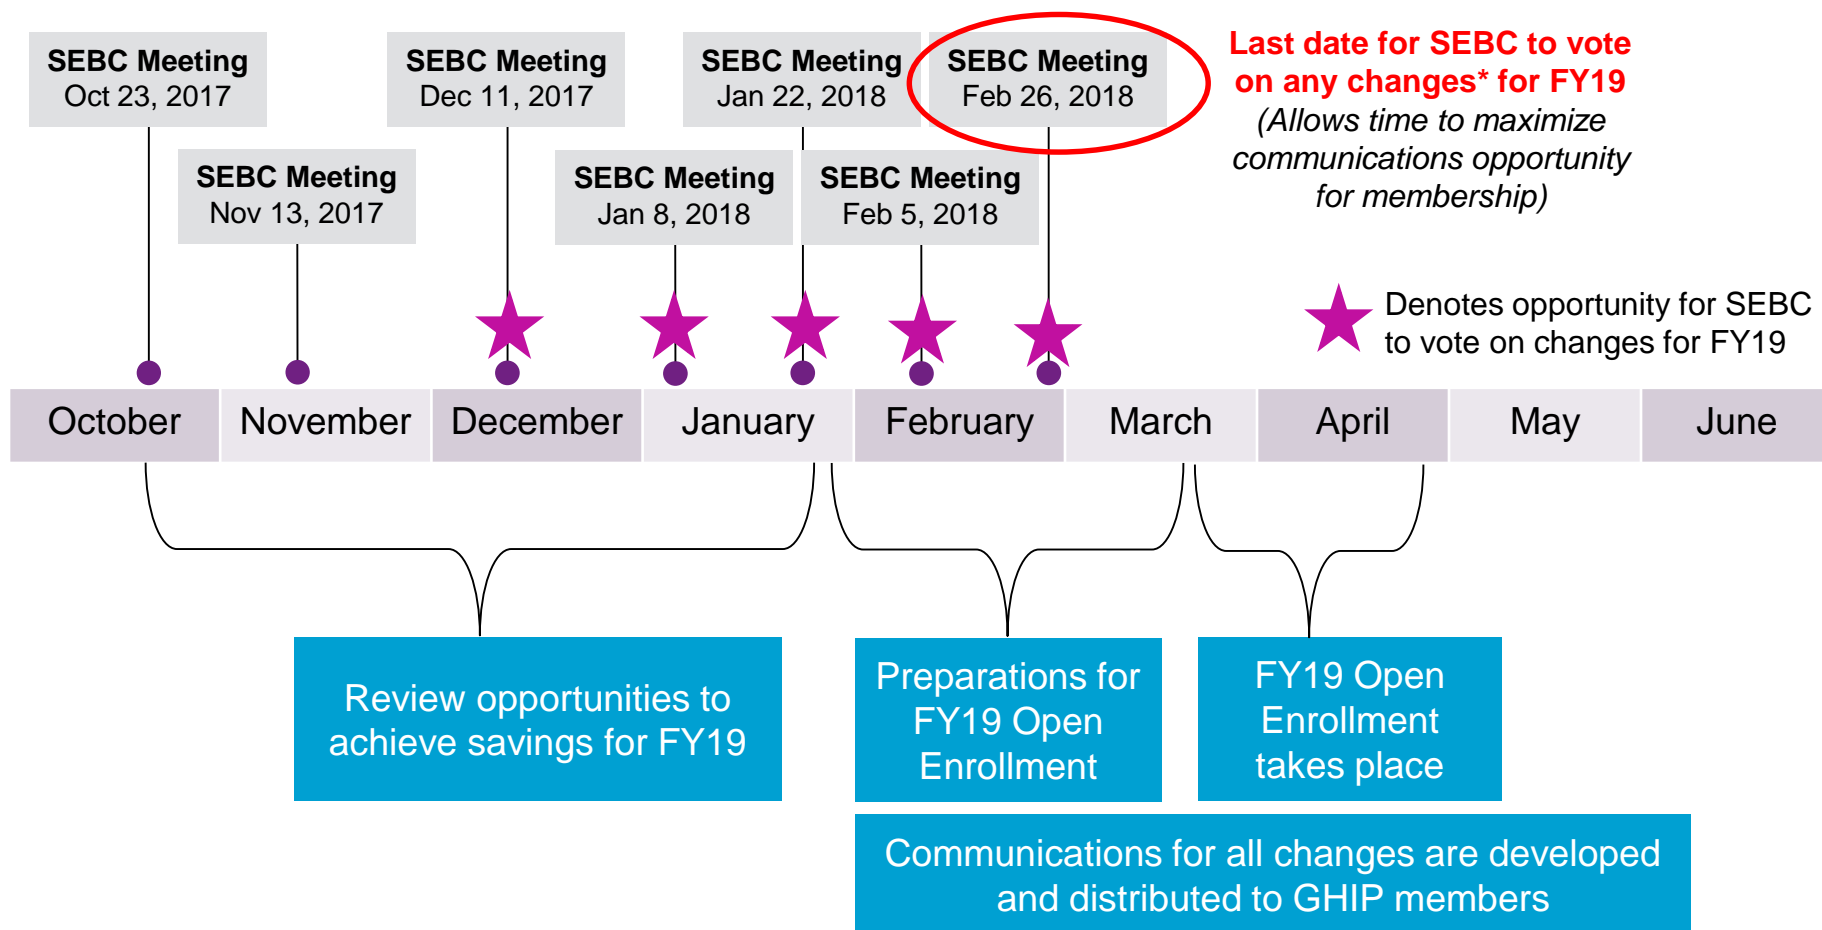 SEBC Meeting
Oct 23, 2017
SEBC Meeting
Nov 13, 2017
SEBC Meeting
Dec 11, 2017
SEBC Meeting
Jan 8, 2018
SEBC Meeting
Jan 22, 2018
SEBC Meeting
Feb 5, 2018
SEBC Meeting
Feb 26, 2018
Last date for SEBC to vote
on any changes* for FY19
(Allows time to maximize
communications opportunity
for membership)
Denotes opportunity for SEBC
to vote on changes for FY19
October
November
December
January
February
March
April
May
June
Review opportunities to
achieve savings for FY19
Preparations for
FY19 Open
Enrollment
FY19 Open
Enrollment
takes place
Communications for all changes are developed
and distributed to GHIP members